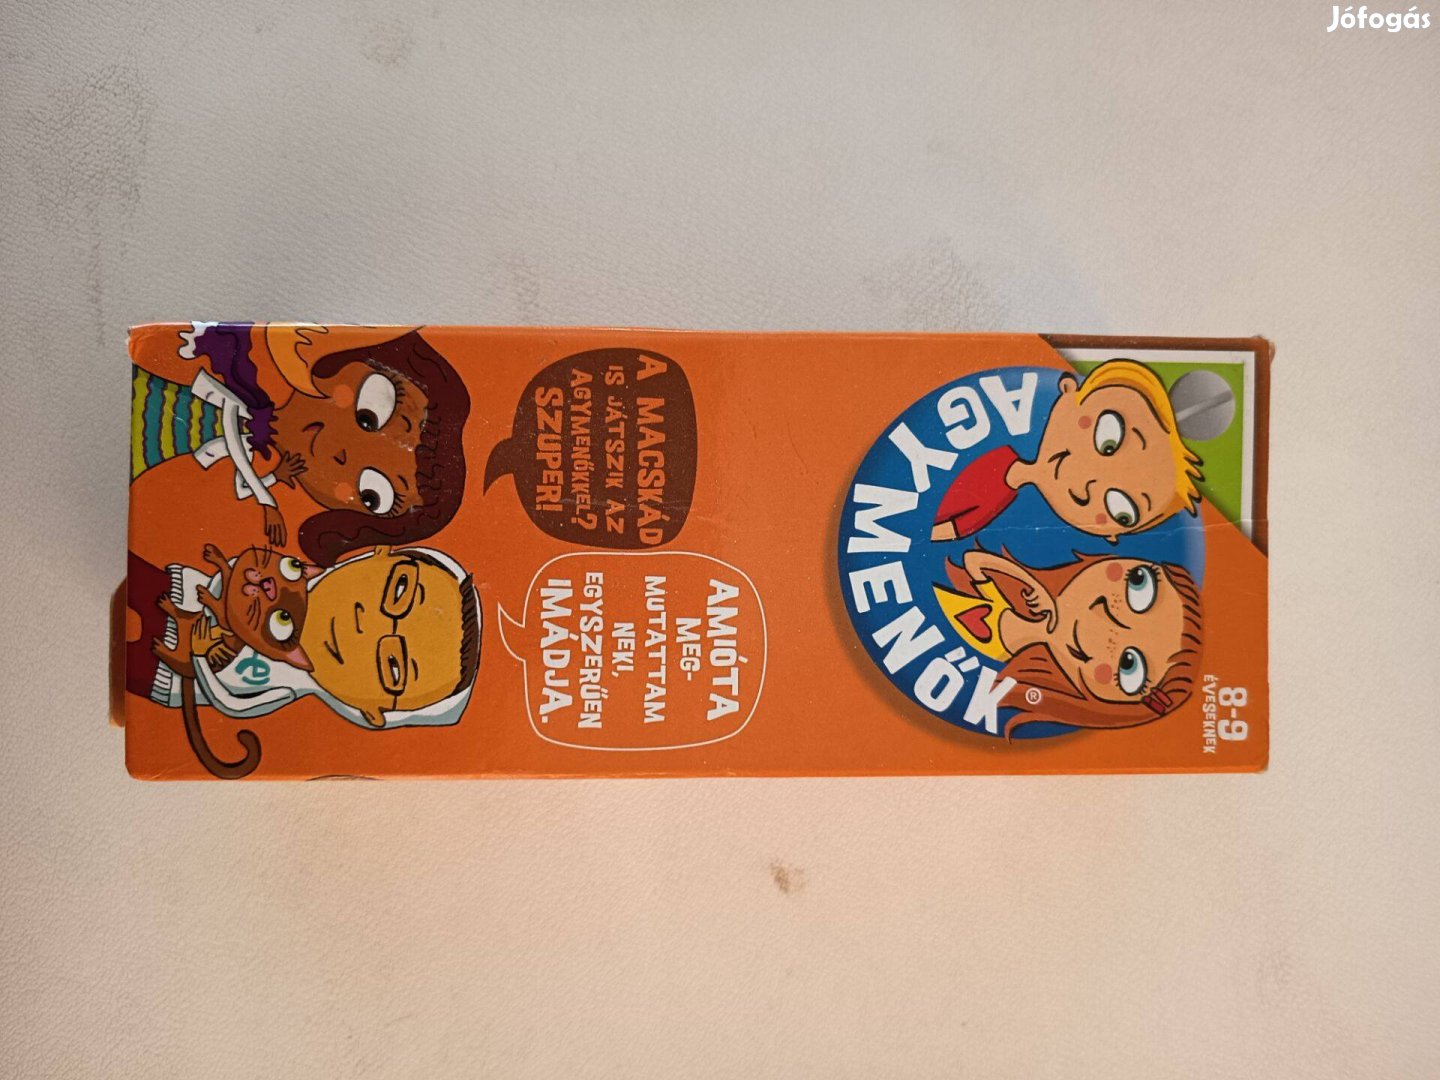 Jófogás
AGYMENŐK®
8-9
ÉVESEKNEK
A MACSKÁD
IS JÁTSZIK AZ
AGYMENŐKKEL?
SZUPER!
AMIÓTA
MEG-
MUTATTAM
NEKI,
EGYSZERŰEN
IMÁDJA.